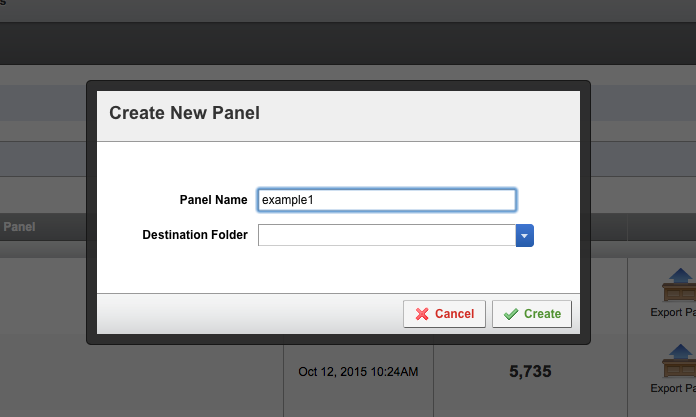 Create New Panel
Panel Name example1
Destination Folder
Panel
Cancel Create
Export Pa
Oct 12, 2015 10:24AM 5,735
Export Pa